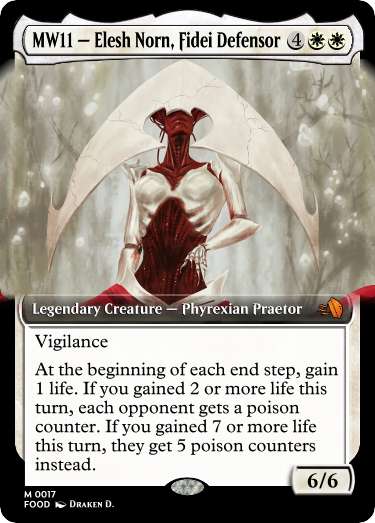 MW11 – Elesh Norn, Fidei Defensor 4
Legendary Creature — Phyrexian Praetor
Vigilance
At the beginning of each end step, gain
1 life. If you gained 2 or more life this
turn, each opponent gets a poison
counter. If you gained 7 or more life
this turn, they get 5 poison counters
instead.
6/6
M 0017
FOOD DRAKEN D.